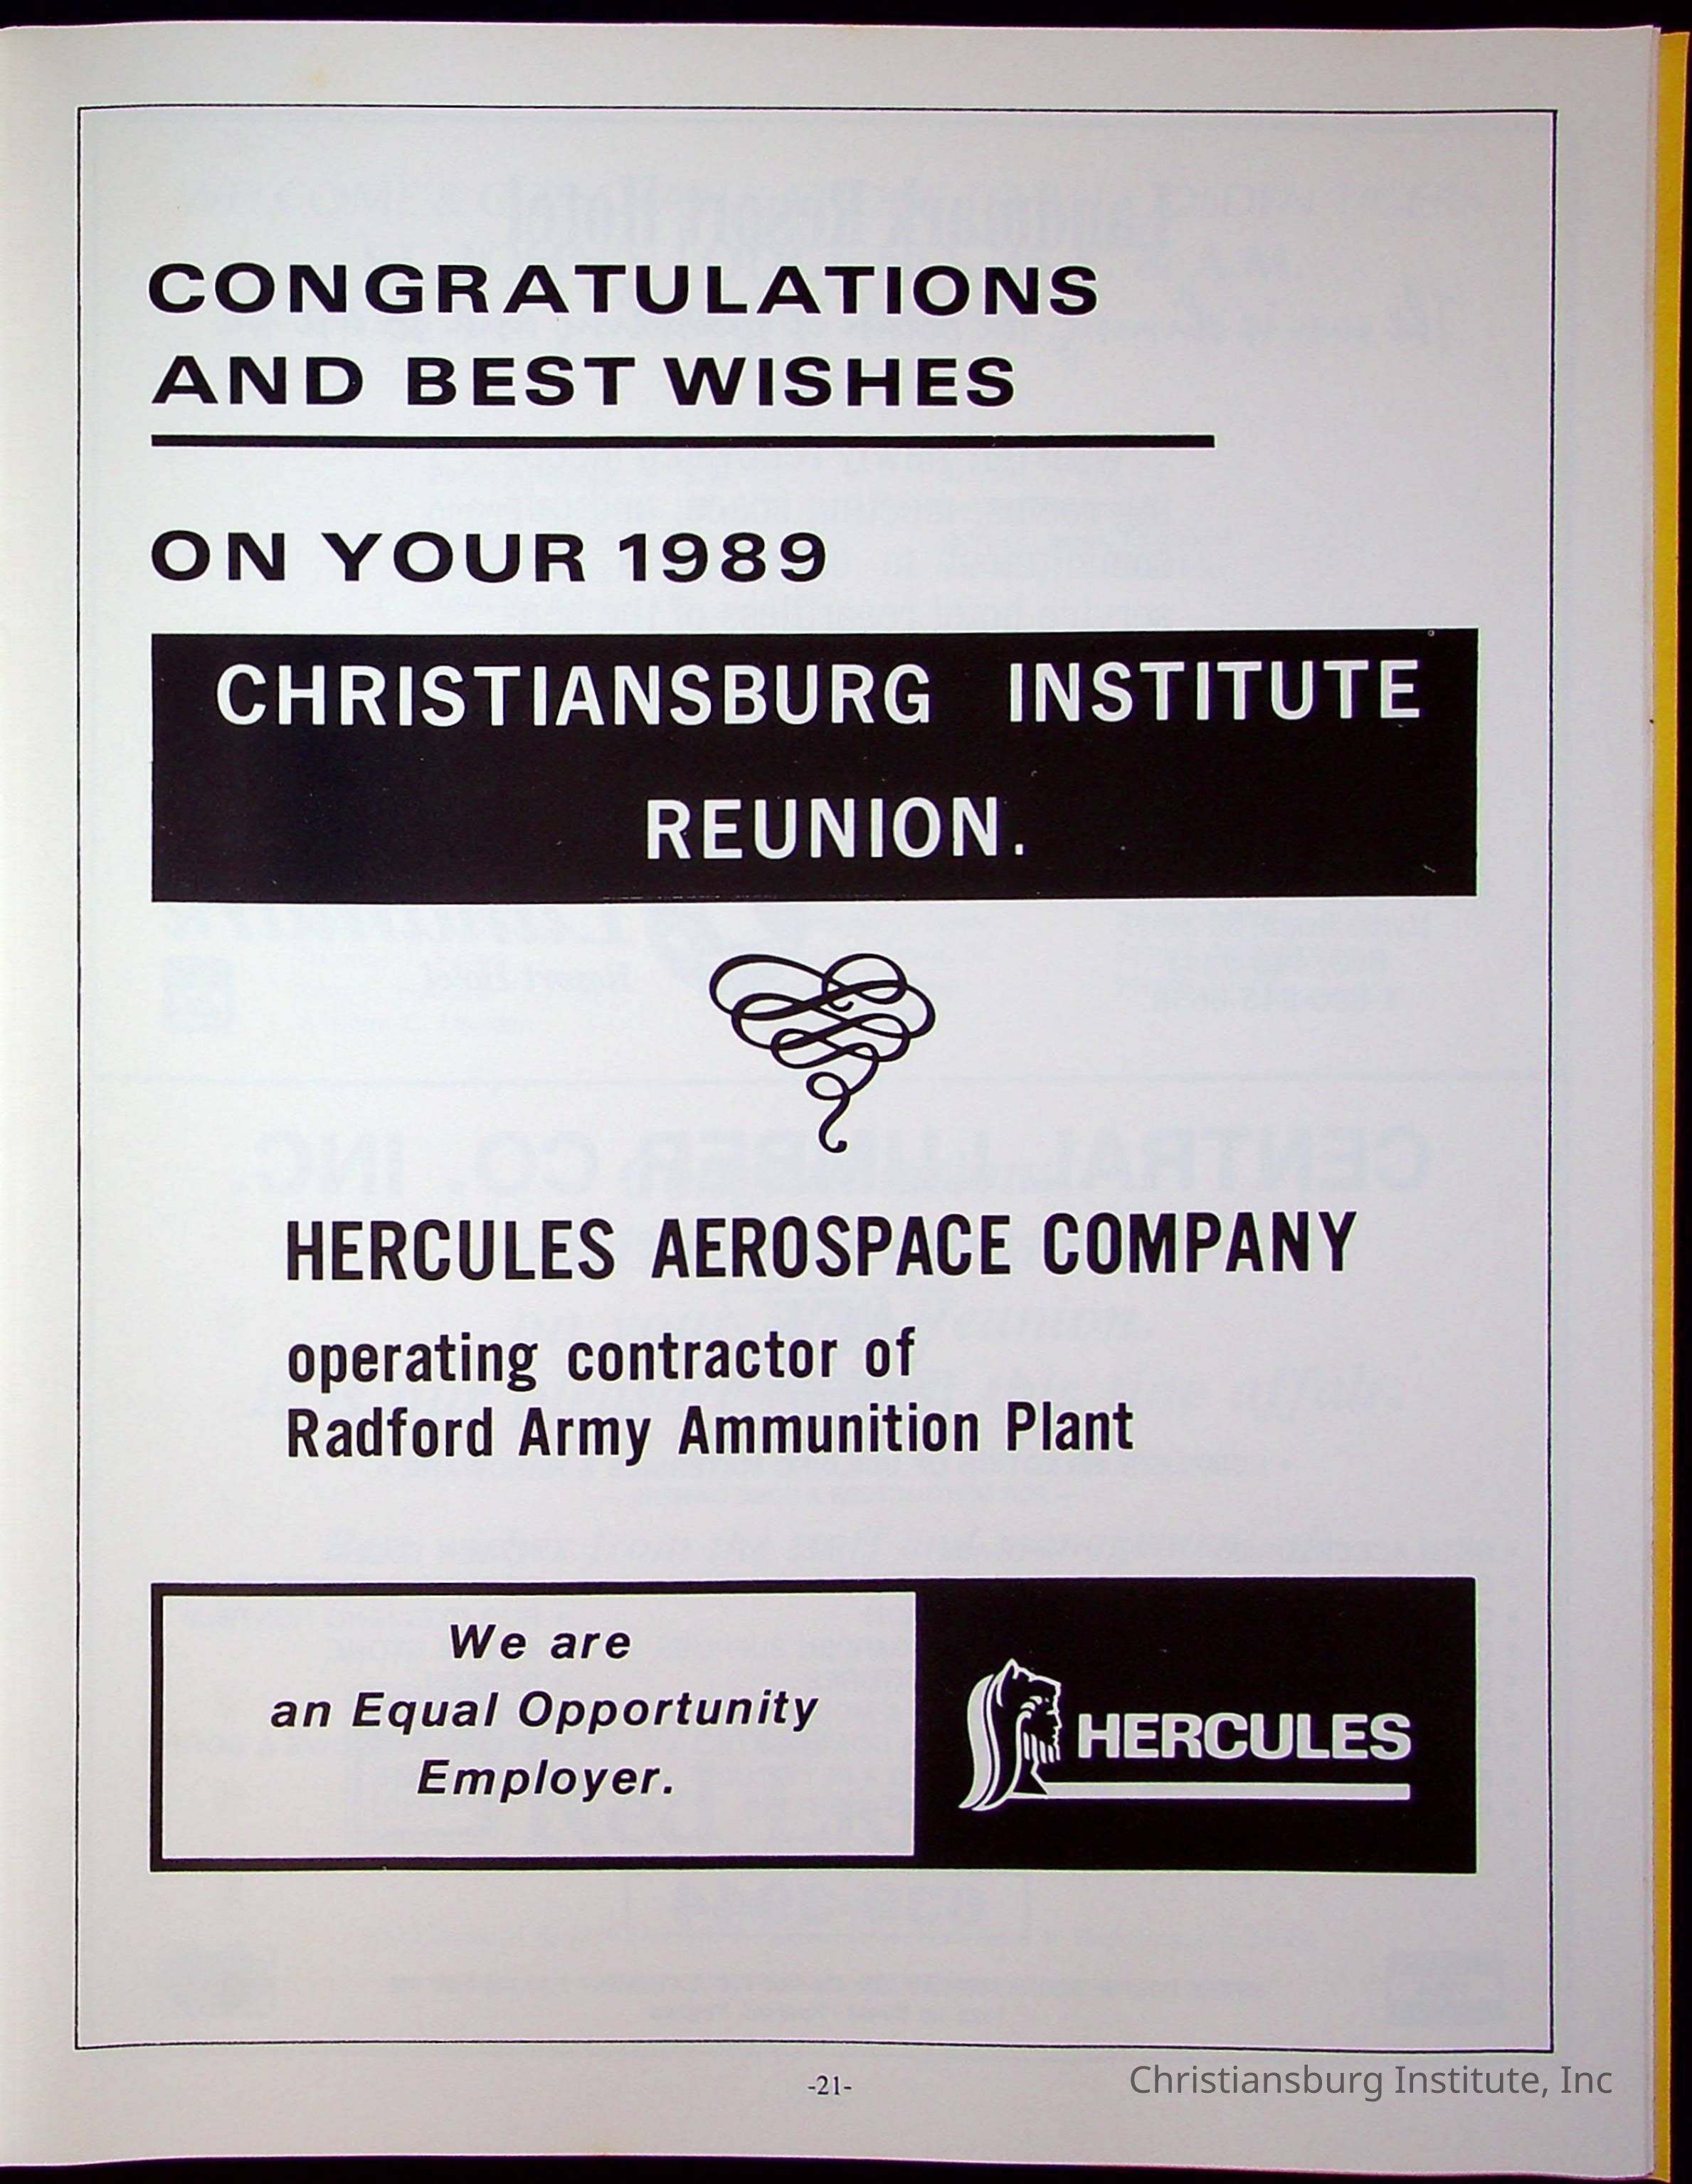 CONGRATULATIONS
AND BEST WISHES
ON YOUR 1989
CHRISTIANSBURG INSTITUTE
REUNION.
HERCULES AEROSPACE COMPANY
operating contractor of
Radford Army Ammunition Plant
We are
an Equal Opportunity
Employer.
HERCULES
-21-
Christiansburg Institute, Inc